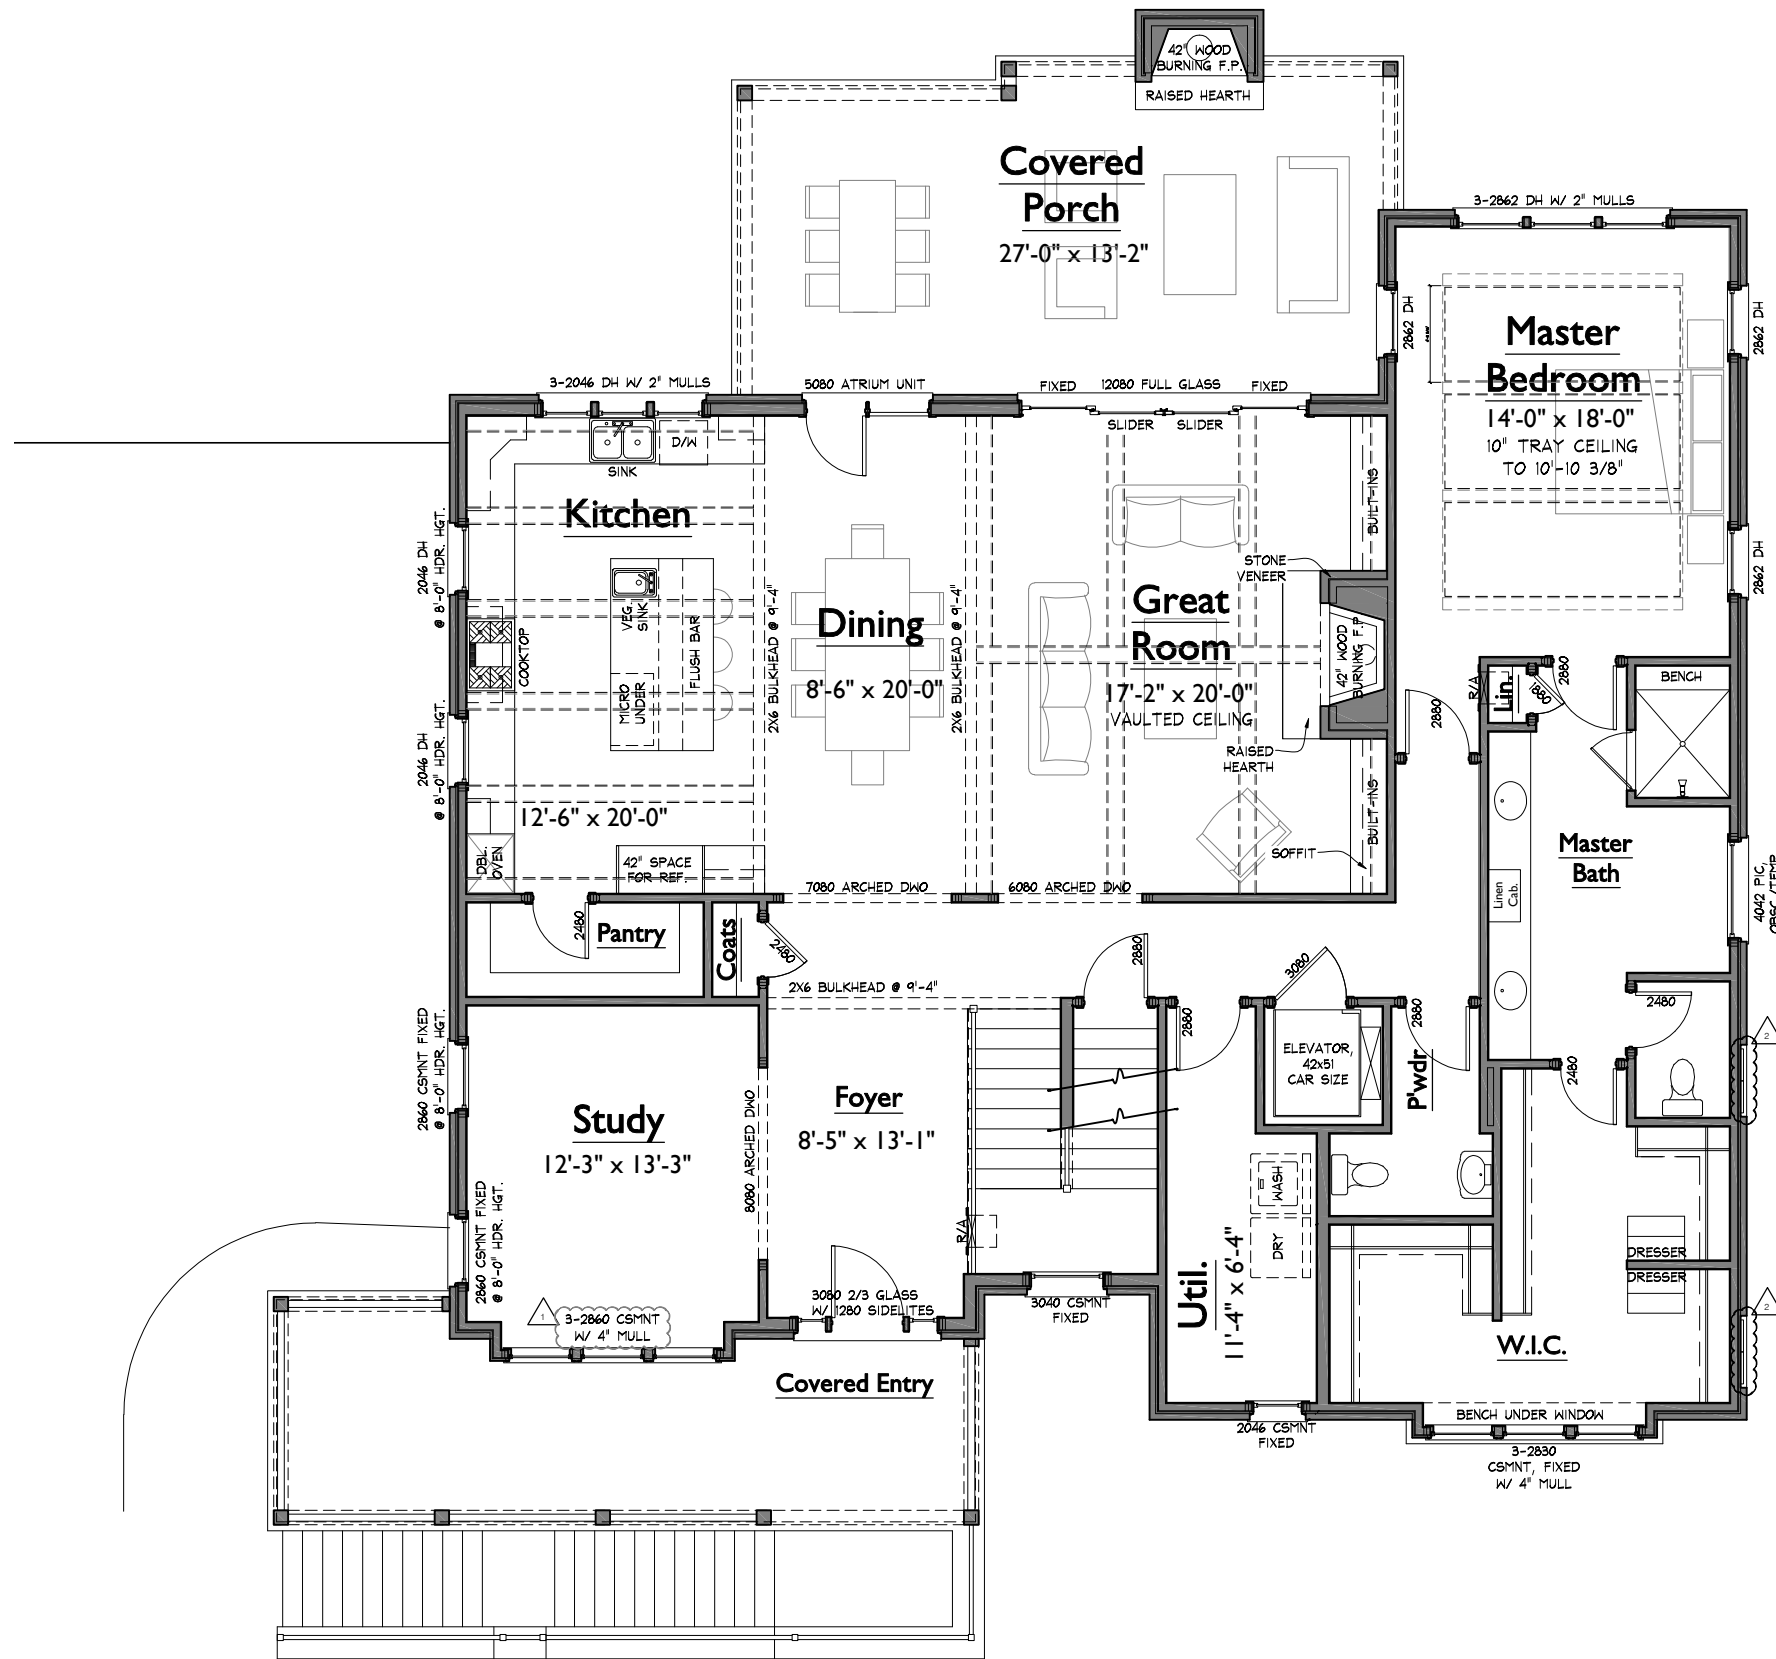 42" WOOD
BURNING F.P.
RAISED HEARTH
Covered
Porch
27'-0" x 13'-2"
3-2862 DH W/ 2" MULLS
2862 DH
2862 DH
2862 DH
Master
Bedroom
14'-0" x 18'-0"
10" TRAY CEILING
TO 10'-10 3/8"
3-2046 DH W/ 2" MULLS
5080 ATRIUM UNIT
FIXED
12080 FULL GLASS
FIXED
SLIDER
SLIDER
D/W
SINK
Kitchen
12'-6" x 20'-0"
2046 DH
@ 8'-0" HDR. HGT.
2046 DH
@ 8'-0" HDR. HGT.
COOKTOP
VEG.
SINK
FLUSH BAR
MICRO
UNDER
DBL.
OVEN
42" SPACE
FOR REF.
2X6 BULKHEAD @ 9'-4"
Dining
8'-6" x 20'-0"
2X6 BULKHEAD @ 9'-4"
Great
Room
17'-2" x 20'-0"
VAULTED CEILING
STONE
VENEER
BUILT-INS
42" WOOD
BURNING F.P.
RAISED
HEARTH
BUILT-INS
SOFFIT
2880
R/A
Lin.
1880
2880
BENCH
Master
Bath
Linen
Cab.
4042 PIC,
7080 ARCHED DWO
6080 ARCHED DWO
2480
Pantry
Coats
2480
2X6 BULKHEAD @ 9'-4"
2880
2880
3080
2880
2480
2480
ELEVATOR,
42x51
CAR SIZE
P'wdr
2860 CSMNT FIXED
@ 8'-0" HDR. HGT.
2860 CSMNT FIXED
@ 8'-0" HDR. HGT.
Study
12'-3" x 13'-3"
8080 ARCHED DWO
Foyer
8'-5" x 13'-1"
R/A
WASH
DRY
Util.
11'-4" x 6'-4"
DRESSER
DRESSER
2
2
1
3-2860 CSMNT
W/ 4" MULL
3080 2/3 GLASS
W/ 1280 SIDELITES
3040 CSMNT
FIXED
Covered Entry
W.I.C.
BENCH UNDER WINDOW
2046 CSMNT
FIXED
3-2830
CSMNT, FIXED
W/ 4" MULL